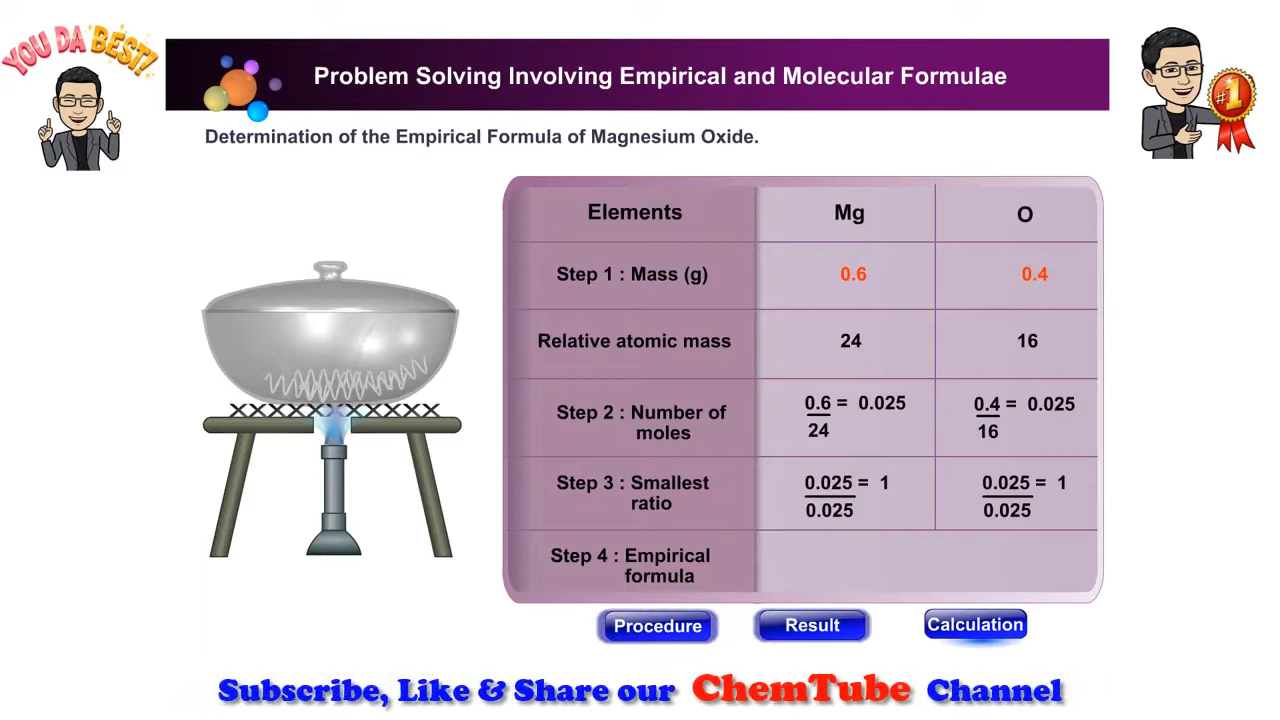 YOU DA BEST!
Problem Solving Involving Empirical and Molecular Formulae
#1
Determination of the Empirical Formula of Magnesium Oxide.
Elements Mg O
Step 1 : Mass (g) 0.6 0.4
Relative atomic mass 24 16
Step 2 : Number of
moles
0.6 = 0.025
24
0.4 = 0.025
16
Step 3 : Smallest
ratio
0.025 = 1
0.025
0.025 = 1
0.025
Step 4 : Empirical
formula
Procedure Result Calculation
Subscribe, Like & Share our ChemTube Channel